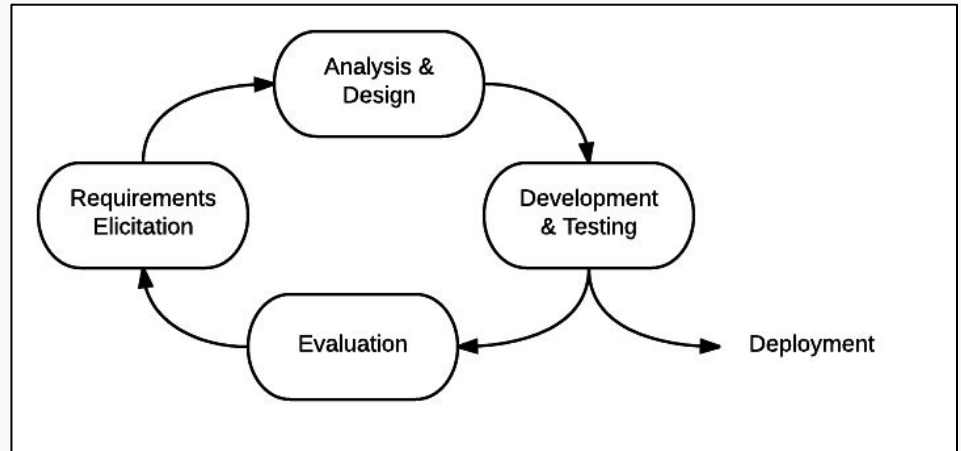 Analysis &
Design
Requirements
Elicitation
Development
& Testing
Evaluation
Deployment